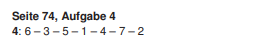 Seite 74, Aufgabe 4
4: 6 – 3 – 5 – 1 – 4 – 7 – 2